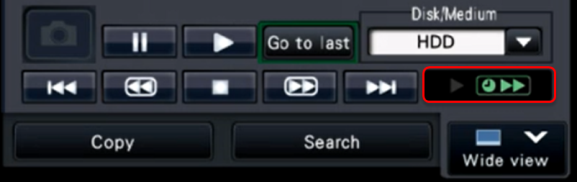 Disk/Medium
Go to last
HDD
Copy
Search
Wide view